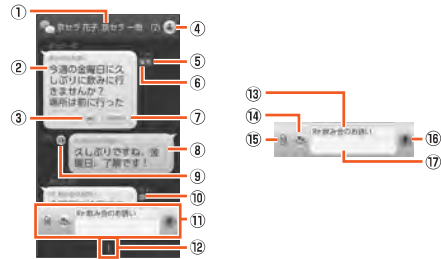 ①
京セラ 花子, 京セラ 一郎 (2)
④
②
⑤
⑥
今週の金曜日に久
しぶりに飲みに行
きませんか?
場所は前に行った
③
⑦
久しぶりですね。金
曜日、了解です!
⑧
⑨
⑩
Re:飲み会のお誘い
⑪
⑫
⑬
⑭
⑮
Re:飲み会のお誘い
⑯
⑰